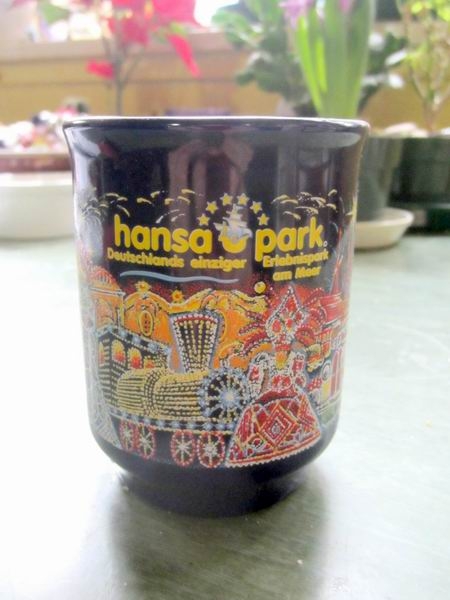 hansa park
Deutschlands einziger Erlebnispark
am Meer